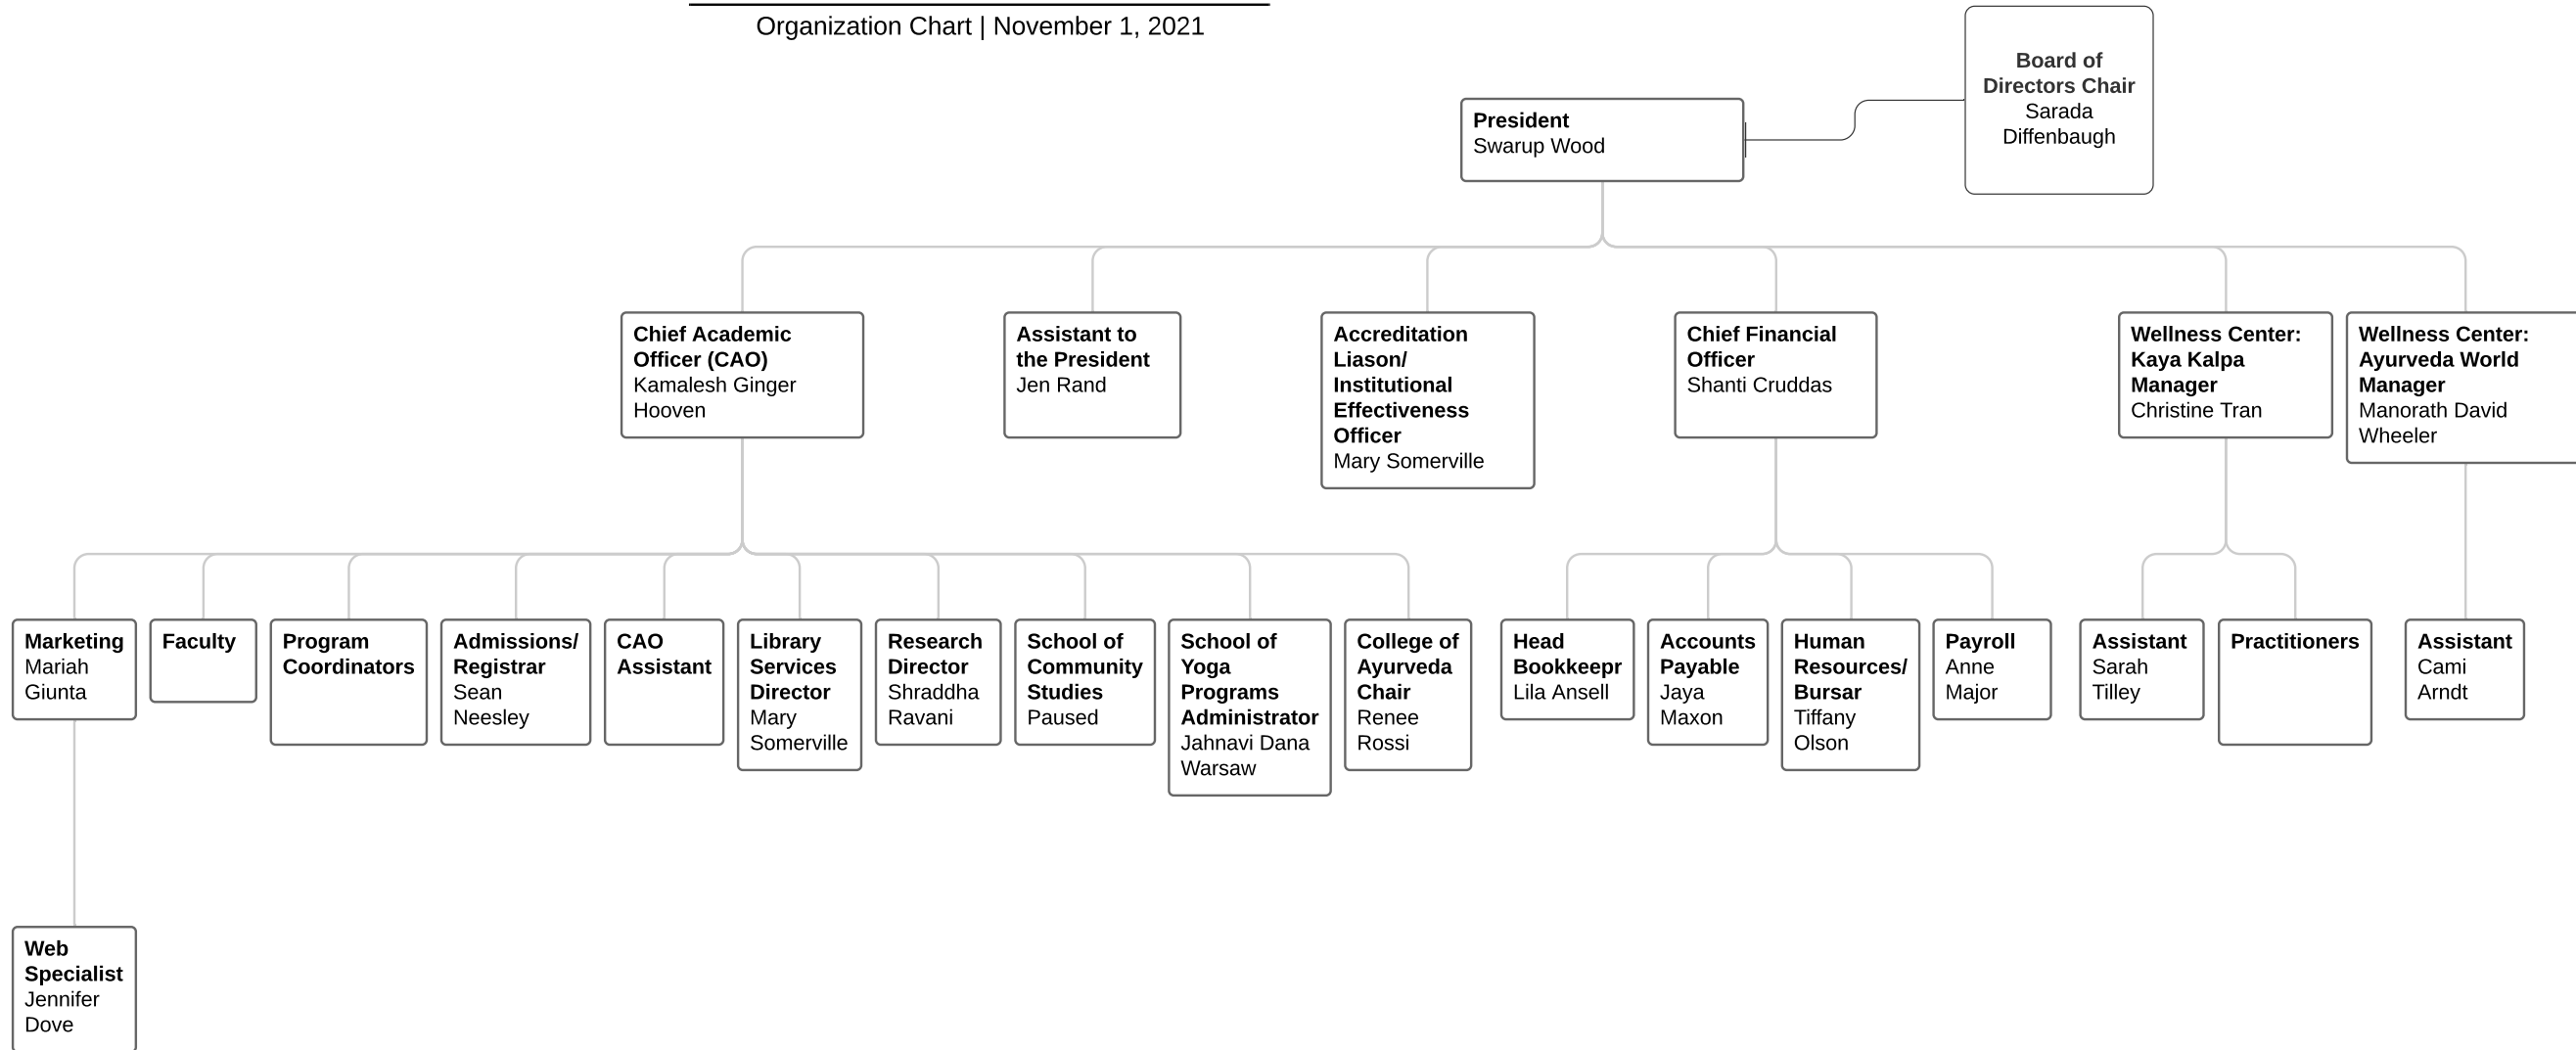 Organization Chart | November 1, 2021
Board of
Directors Chair
Sarada
Diffenbaugh
President
Swarup Wood
Chief Academic
Officer (CAO)
Kamalesh Ginger
Hooven
Assistant to
the President
Jen Rand
Accreditation
Liason/
Institutional
Effectiveness
Officer
Mary Somerville
Chief Financial
Officer
Shanti Cruddas
Wellness Center:
Kaya Kalpa
Manager
Christine Tran
Wellness Center:
Ayurveda World
Manager
Manorath David
Wheeler
Marketing
Mariah
Giunta
Faculty
Program
Coordinators
Admissions/
Registrar
Sean
Neesley
CAO
Assistant
Library
Services
Director
Mary
Somerville
Research
Director
Shraddha
Ravani
School of
Community
Studies
Paused
School of
Yoga
Programs
Administrator
Jahnavi Dana
Warsaw
College of
Ayurveda
Chair
Renee
Rossi
Head
Bookkeepr
Lila Ansell
Accounts
Payable
Jaya
Maxon
Human
Resources/
Bursar
Tiffany
Olson
Payroll
Anne
Major
Assistant
Sarah
Tilley
Practitioners
Assistant
Cami
Arndt
Web
Specialist
Jennifer
Dove